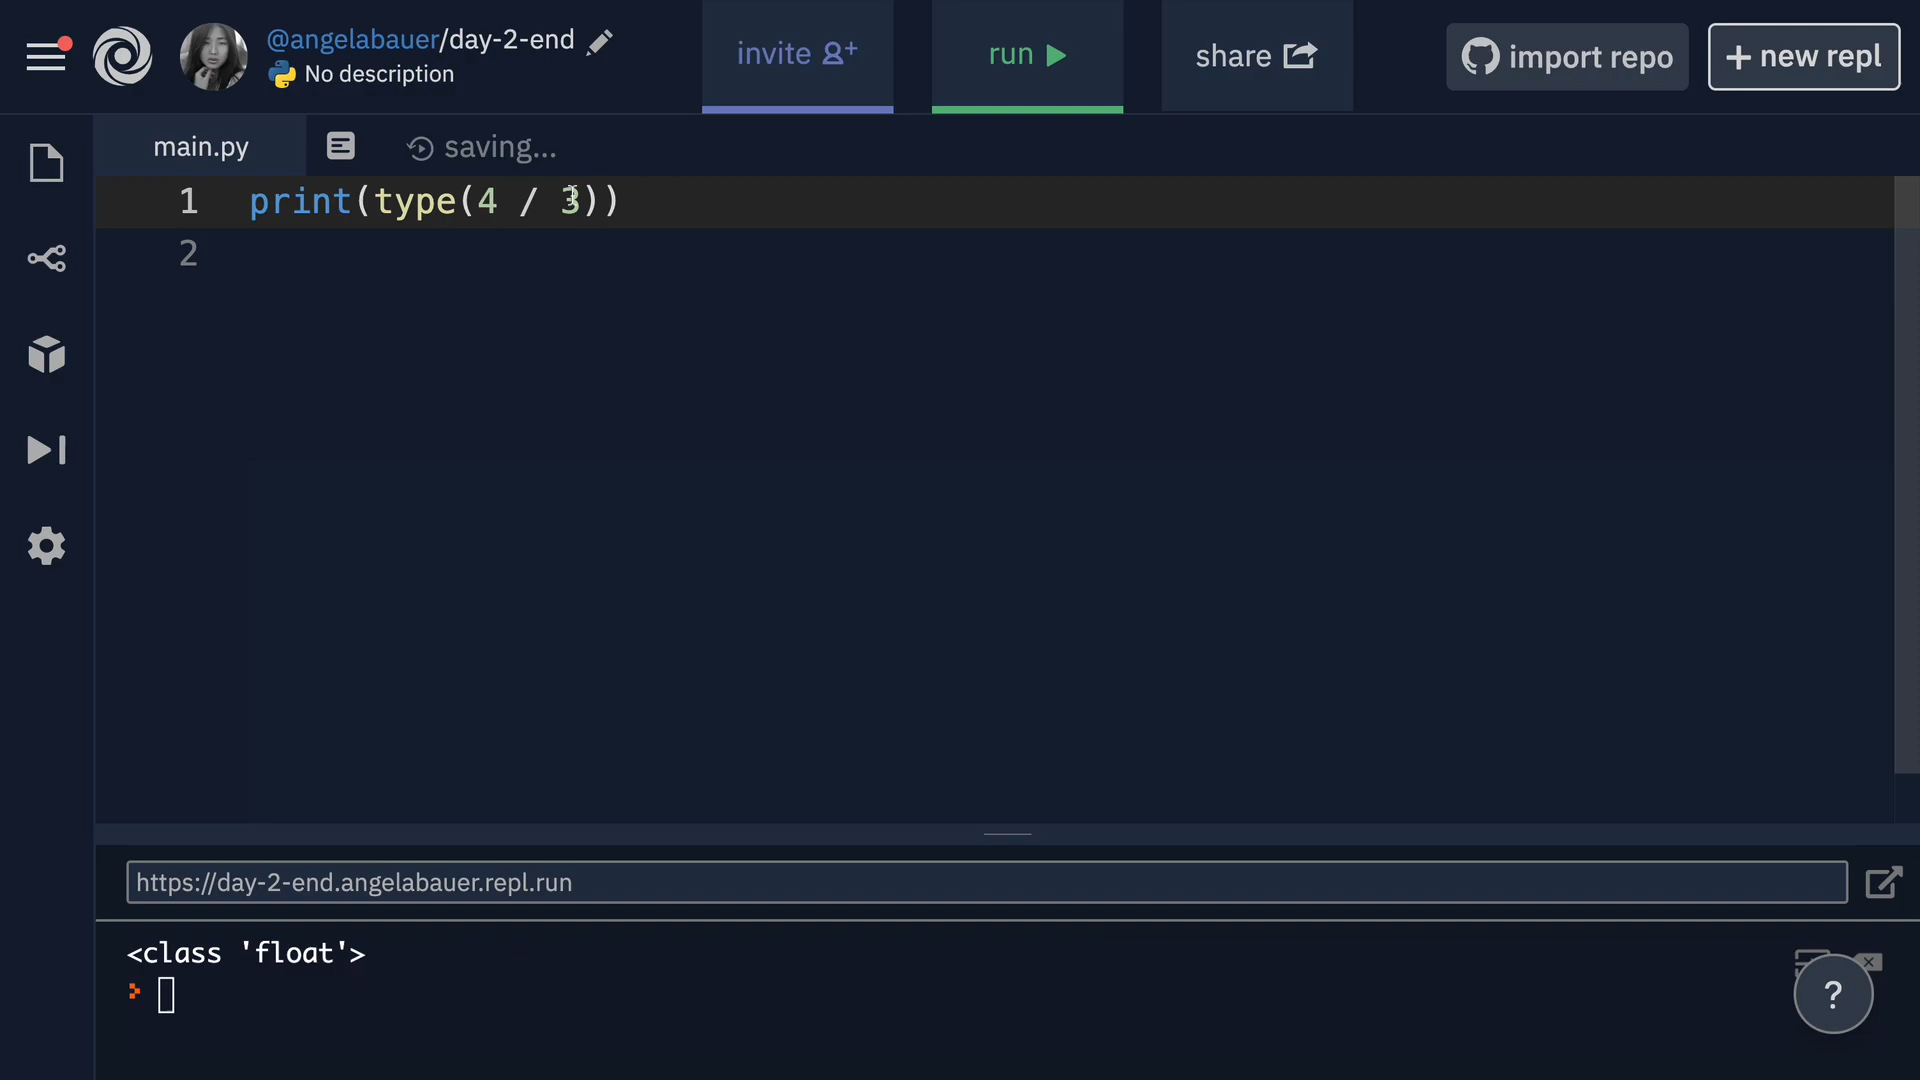 @angelabauer/day-2-end
No description
invite
run
share
import repo
+ new repl
main.py
saving...
1 print(type(4 / 3))
2
https://day-2-end.angelabauer.repl.run
<class 'float'>
>
?